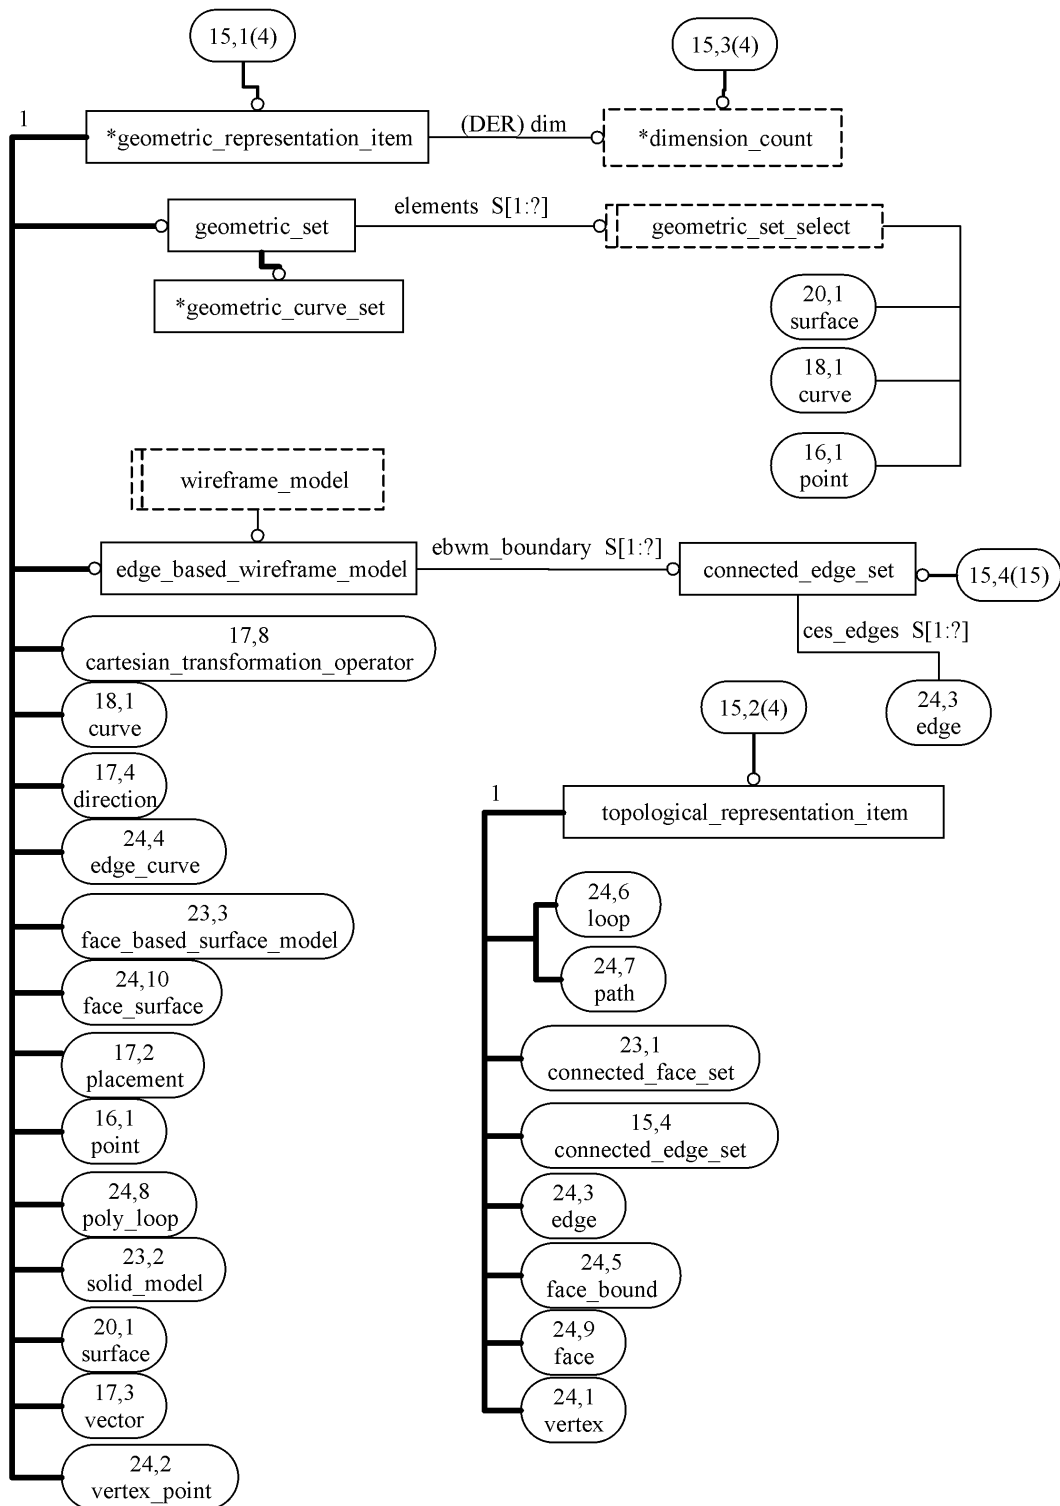 15,1(4)
15,3(4)
1
*geometric_representation_item
(DER) dim
*dimension_count
geometric_set
elements S[1:?]
geometric_set_select
*geometric_curve_set
20,1
surface
18,1
curve
16,1
point
wireframe_model
edge_based_wireframe_model
ebwm_boundary S[1:?]
connected_edge_set
15,4(15)
ces_edges S[1:?]
24,3
edge
17,8
cartesian_transformation_operator
18,1
curve
17,4
direction
24,4
edge_curve
23,3
face_based_surface_model
24,10
face_surface
17,2
placement
16,1
point
24,8
poly_loop
23,2
solid_model
20,1
surface
17,3
vector
24,2
vertex_point
15,2(4)
1
topological_representation_item
24,6
loop
24,7
path
23,1
connected_face_set
15,4
connected_edge_set
24,3
edge
24,5
face_bound
24,9
face
24,1
vertex